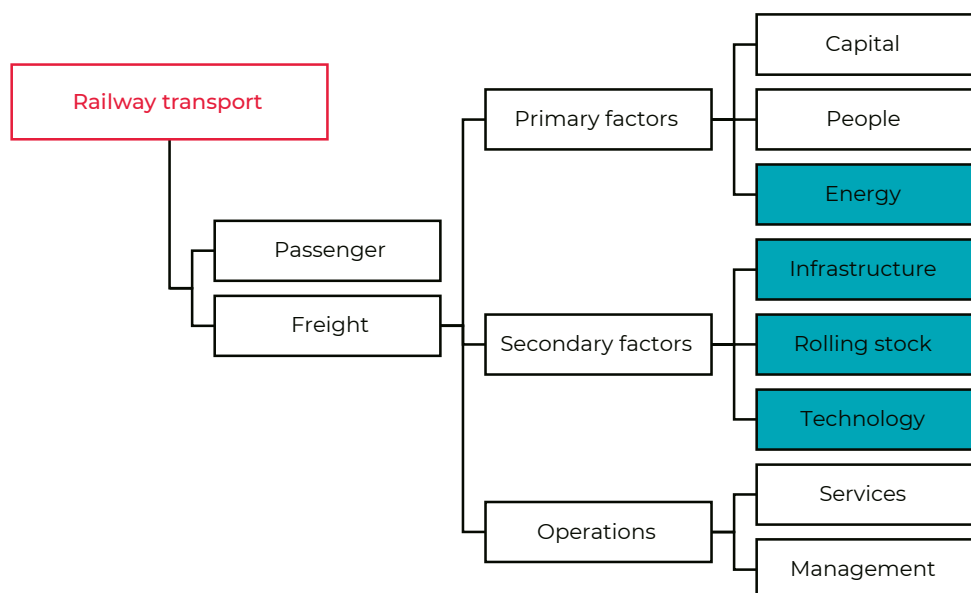 Railway transport
Passenger
Freight
Primary factors
Secondary factors
Operations
Capital
People
Energy
Infrastructure
Rolling stock
Technology
Services
Management